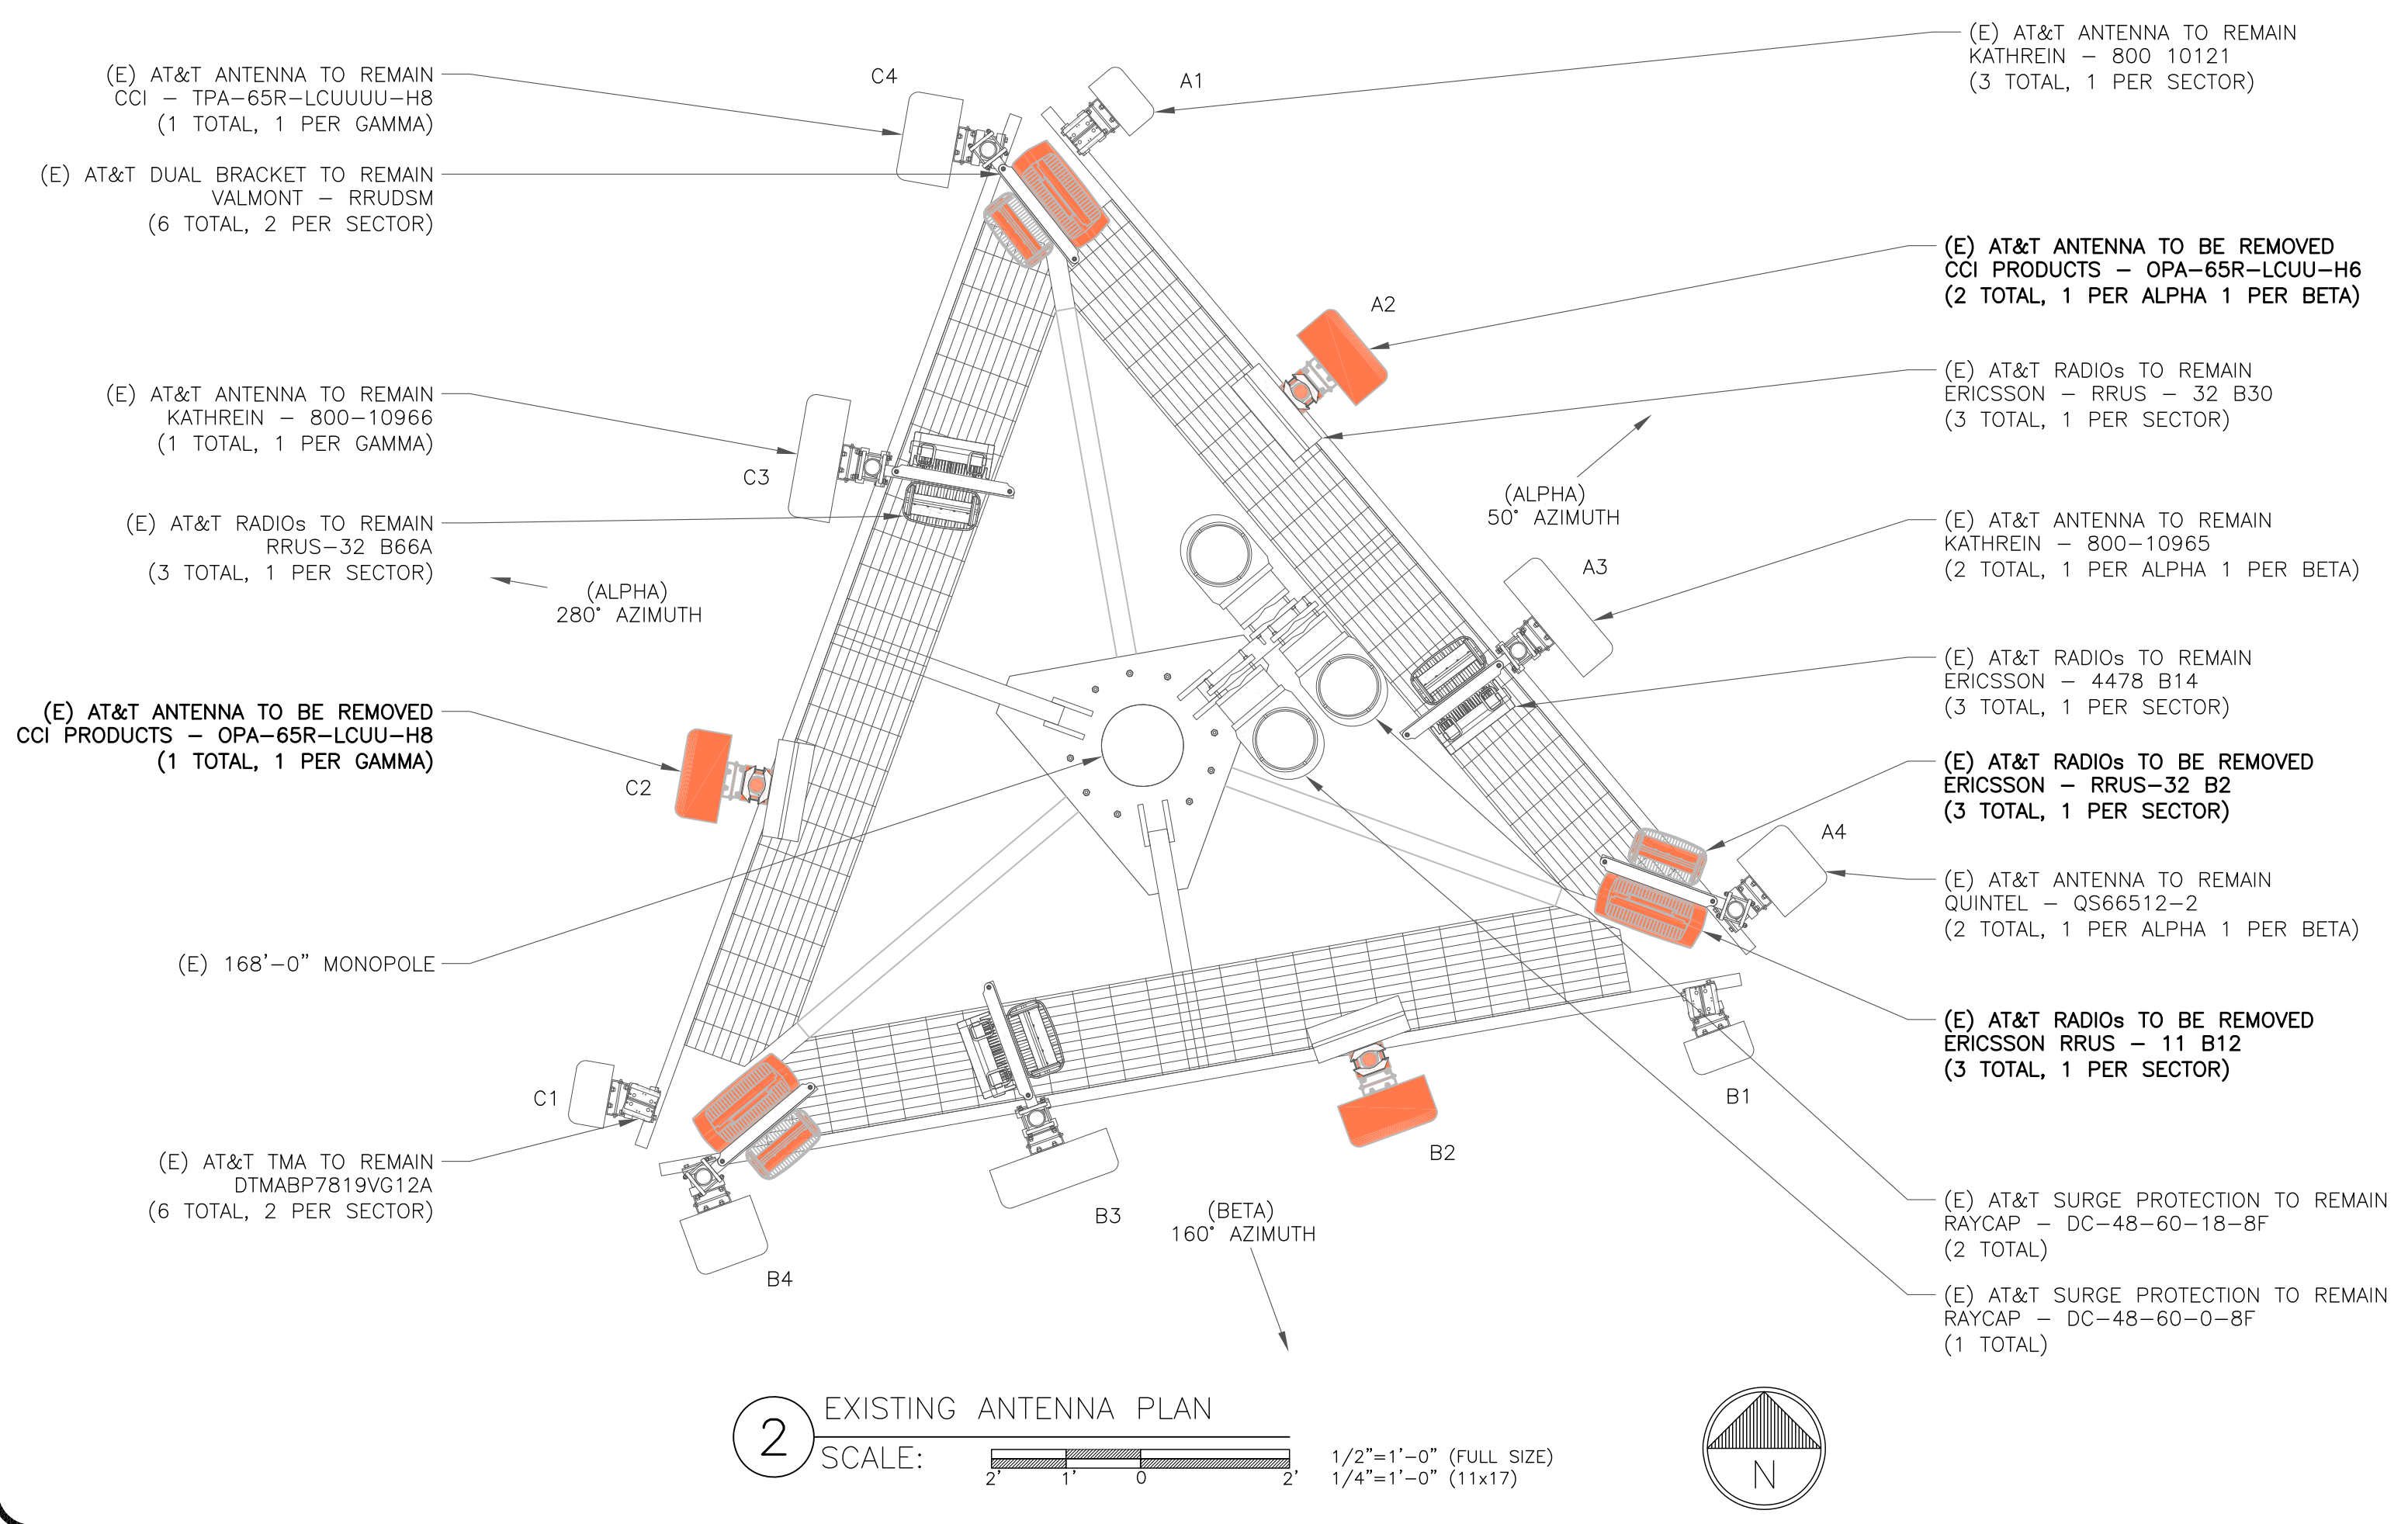 (E) AT&T ANTENNA TO REMAIN
CCI – TPA–65R–LCUUUU–H8
(1 TOTAL, 1 PER GAMMA)
(E) AT&T DUAL BRACKET TO REMAIN
VALMONT – RRUDSM
(6 TOTAL, 2 PER SECTOR)
(E) AT&T ANTENNA TO REMAIN
KATHREIN – 800–10966
(1 TOTAL, 1 PER GAMMA)
(E) AT&T RADIOs TO REMAIN
RRUS–32 B66A
(3 TOTAL, 1 PER SECTOR)
(ALPHA)
280° AZIMUTH
(E) AT&T ANTENNA TO BE REMOVED
CCI PRODUCTS – OPA–65R–LCUU–H8
(1 TOTAL, 1 PER GAMMA)
(E) 168'–0" MONOPOLE
(E) AT&T TMA TO REMAIN
DTMABP7819VG12A
(6 TOTAL, 2 PER SECTOR)
C4
C3
C2
C1
A1
A2
A3
A4
B1
B2
B3
B4
(ALPHA)
50° AZIMUTH
(BETA)
160° AZIMUTH
(E) AT&T ANTENNA TO REMAIN
KATHREIN – 800 10121
(3 TOTAL, 1 PER SECTOR)
(E) AT&T ANTENNA TO BE REMOVED
CCI PRODUCTS – OPA–65R–LCUU–H6
(2 TOTAL, 1 PER ALPHA 1 PER BETA)
(E) AT&T RADIOs TO REMAIN
ERICSSON – RRUS – 32 B30
(3 TOTAL, 1 PER SECTOR)
(E) AT&T ANTENNA TO REMAIN
KATHREIN – 800–10965
(2 TOTAL, 1 PER ALPHA 1 PER BETA)
(E) AT&T RADIOs TO REMAIN
ERICSSON – 4478 B14
(3 TOTAL, 1 PER SECTOR)
(E) AT&T RADIOs TO BE REMOVED
ERICSSON – RRUS–32 B2
(3 TOTAL, 1 PER SECTOR)
(E) AT&T ANTENNA TO REMAIN
QUINTEL – QS66512–2
(2 TOTAL, 1 PER ALPHA 1 PER BETA)
(E) AT&T RADIOs TO BE REMOVED
ERICSSON RRUS – 11 B12
(3 TOTAL, 1 PER SECTOR)
(E) AT&T SURGE PROTECTION TO REMAIN
RAYCAP – DC–48–60–18–8F
(2 TOTAL)
(E) AT&T SURGE PROTECTION TO REMAIN
RAYCAP – DC–48–60–0–8F
(1 TOTAL)
2
EXISTING ANTENNA PLAN
SCALE:
2' 1' 0 2'
1/2"=1'–0" (FULL SIZE)
1/4"=1'–0" (11x17)
N